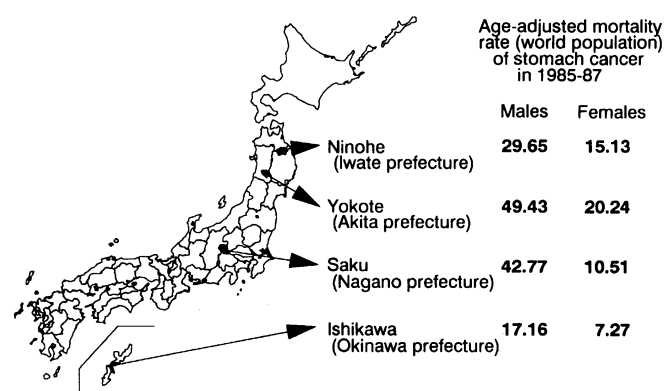 Age-adjusted mortality
rate (world population)
of stomach cancer
in 1985-87
Males Females
Ninohe 29.65 15.13
(Iwate prefecture)
Yokote 49.43 20.24
(Akita prefecture)
Saku 42.77 10.51
(Nagano prefecture)
Ishikawa 17.16 7.27
(Okinawa prefecture)